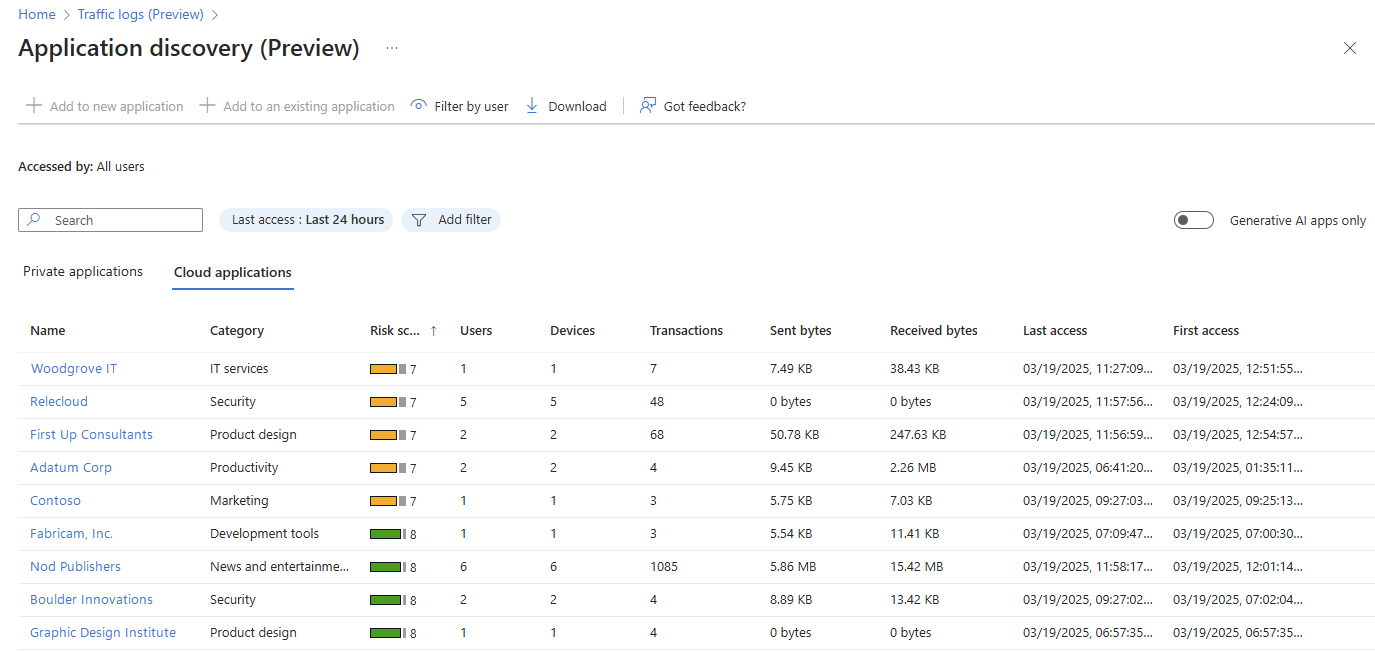 Home > Traffic logs (Preview) >
Application discovery (Preview) ...
Add to new application Add to an existing application Filter by user Download Got feedback?
Accessed by: All users
Search Last access : Last 24 hours Add filter Generative AI apps only
Private applications Cloud applications
Name Category Risk sc... ↑ Users Devices Transactions Sent bytes Received bytes Last access First access
Woodgrove IT IT services 7 1 1 7 7.49 KB 38.43 KB 03/19/2025, 11:27:09... 03/19/2025, 12:51:55...
Relecloud Security 7 5 5 48 0 bytes 0 bytes 03/19/2025, 11:57:56... 03/19/2025, 12:24:09...
First Up Consultants Product design 7 2 2 68 50.78 KB 247.63 KB 03/19/2025, 11:56:59... 03/19/2025, 12:54:57...
Adatum Corp Productivity 7 2 2 4 9.45 KB 2.26 MB 03/19/2025, 06:41:20... 03/19/2025, 01:35:11...
Contoso Marketing 7 1 1 3 5.75 KB 7.03 KB 03/19/2025, 09:27:03... 03/19/2025, 09:25:13...
Fabricam, Inc. Development tools 8 1 1 3 5.54 KB 11.41 KB 03/19/2025, 07:09:47... 03/19/2025, 07:00:30...
Nod Publishers News and entertainme... 8 6 6 1085 5.86 MB 15.42 MB 03/19/2025, 11:58:17... 03/19/2025, 12:01:14...
Boulder Innovations Security 8 2 2 4 8.89 KB 13.42 KB 03/19/2025, 09:27:02... 03/19/2025, 07:02:04...
Graphic Design Institute Product design 8 1 1 4 0 bytes 0 bytes 03/19/2025, 06:57:35... 03/19/2025, 06:57:35...